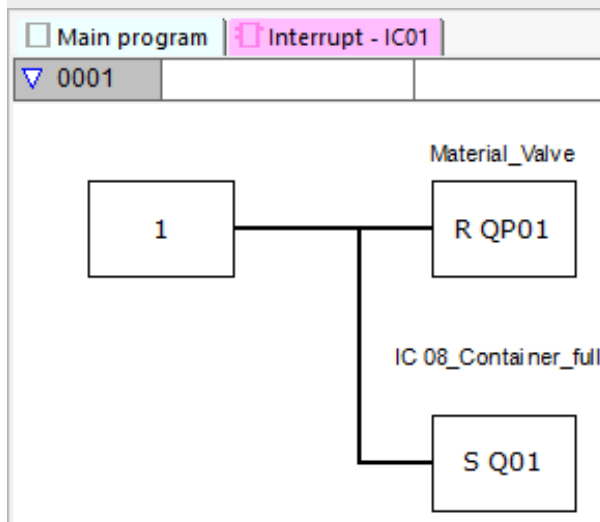 Main program Interrupt - IC01
0001
Material_Valve
1 R QP01
IC 08_Container_full
S Q01